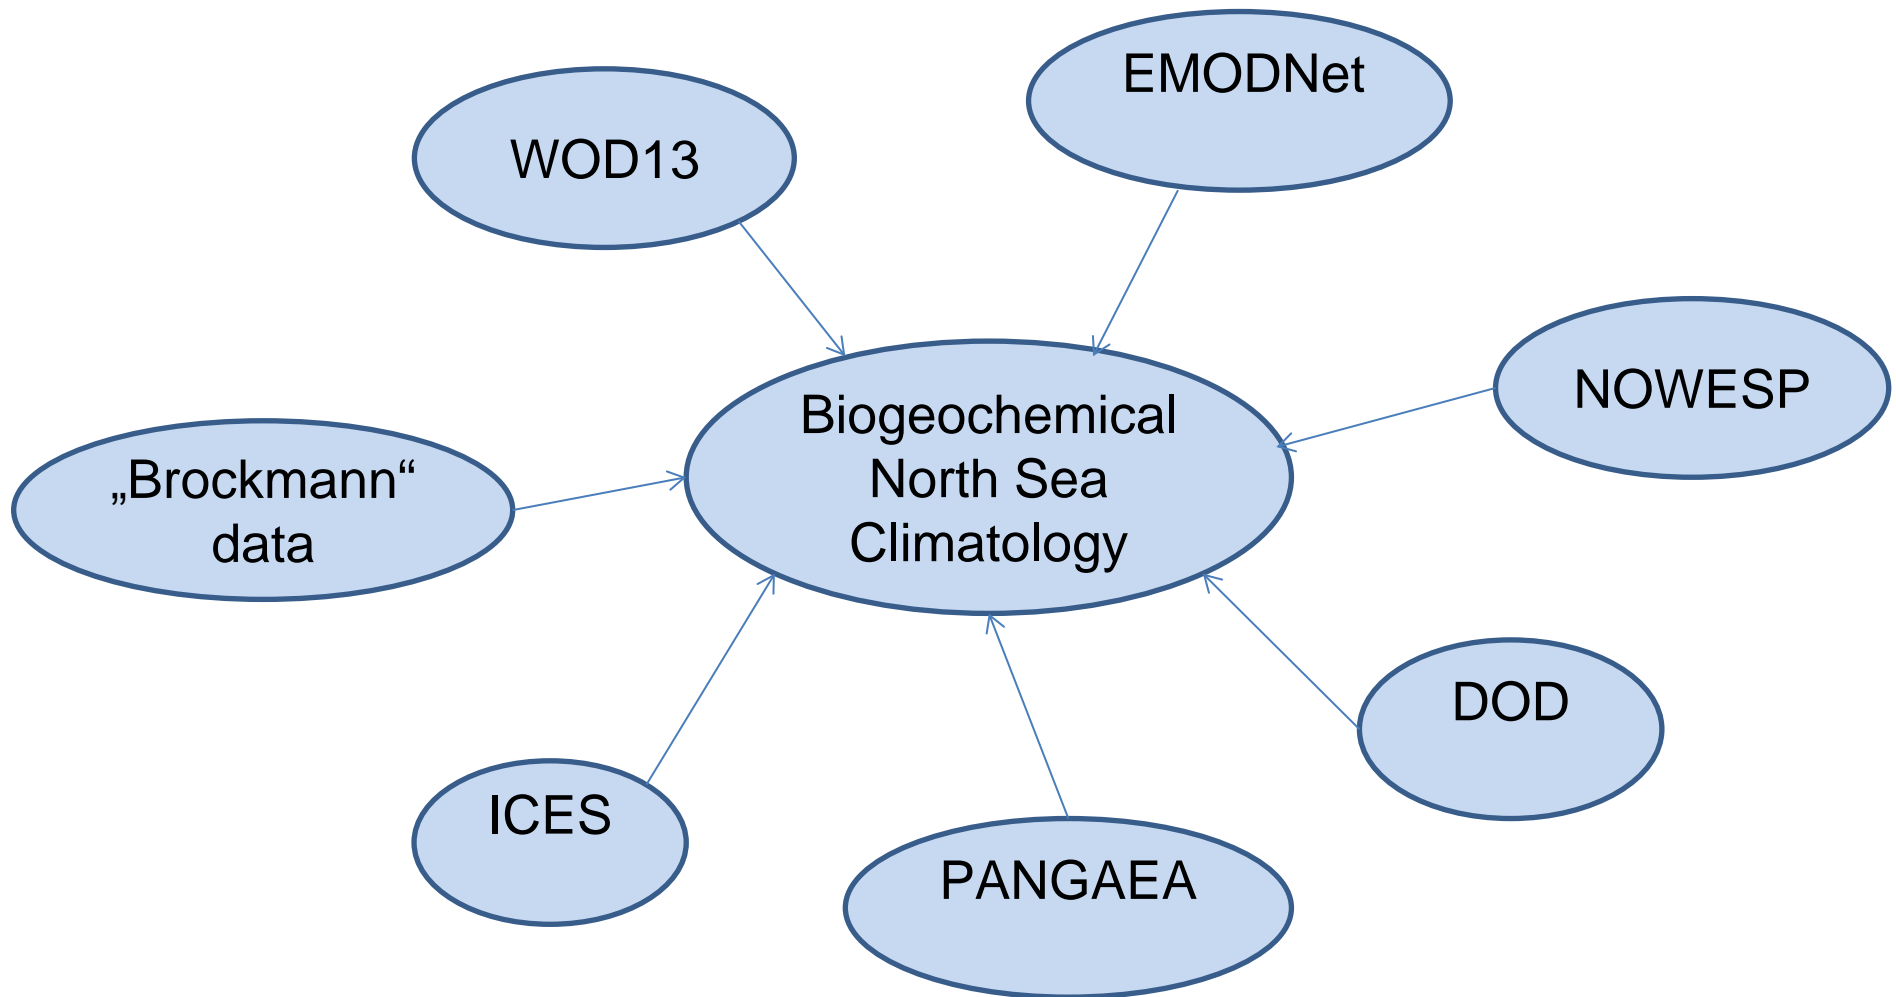 EMODNet
WOD13
NOWESP
Biogeochemical
North Sea
Climatology
„Brockmann“
data
DOD
ICES
PANGAEA